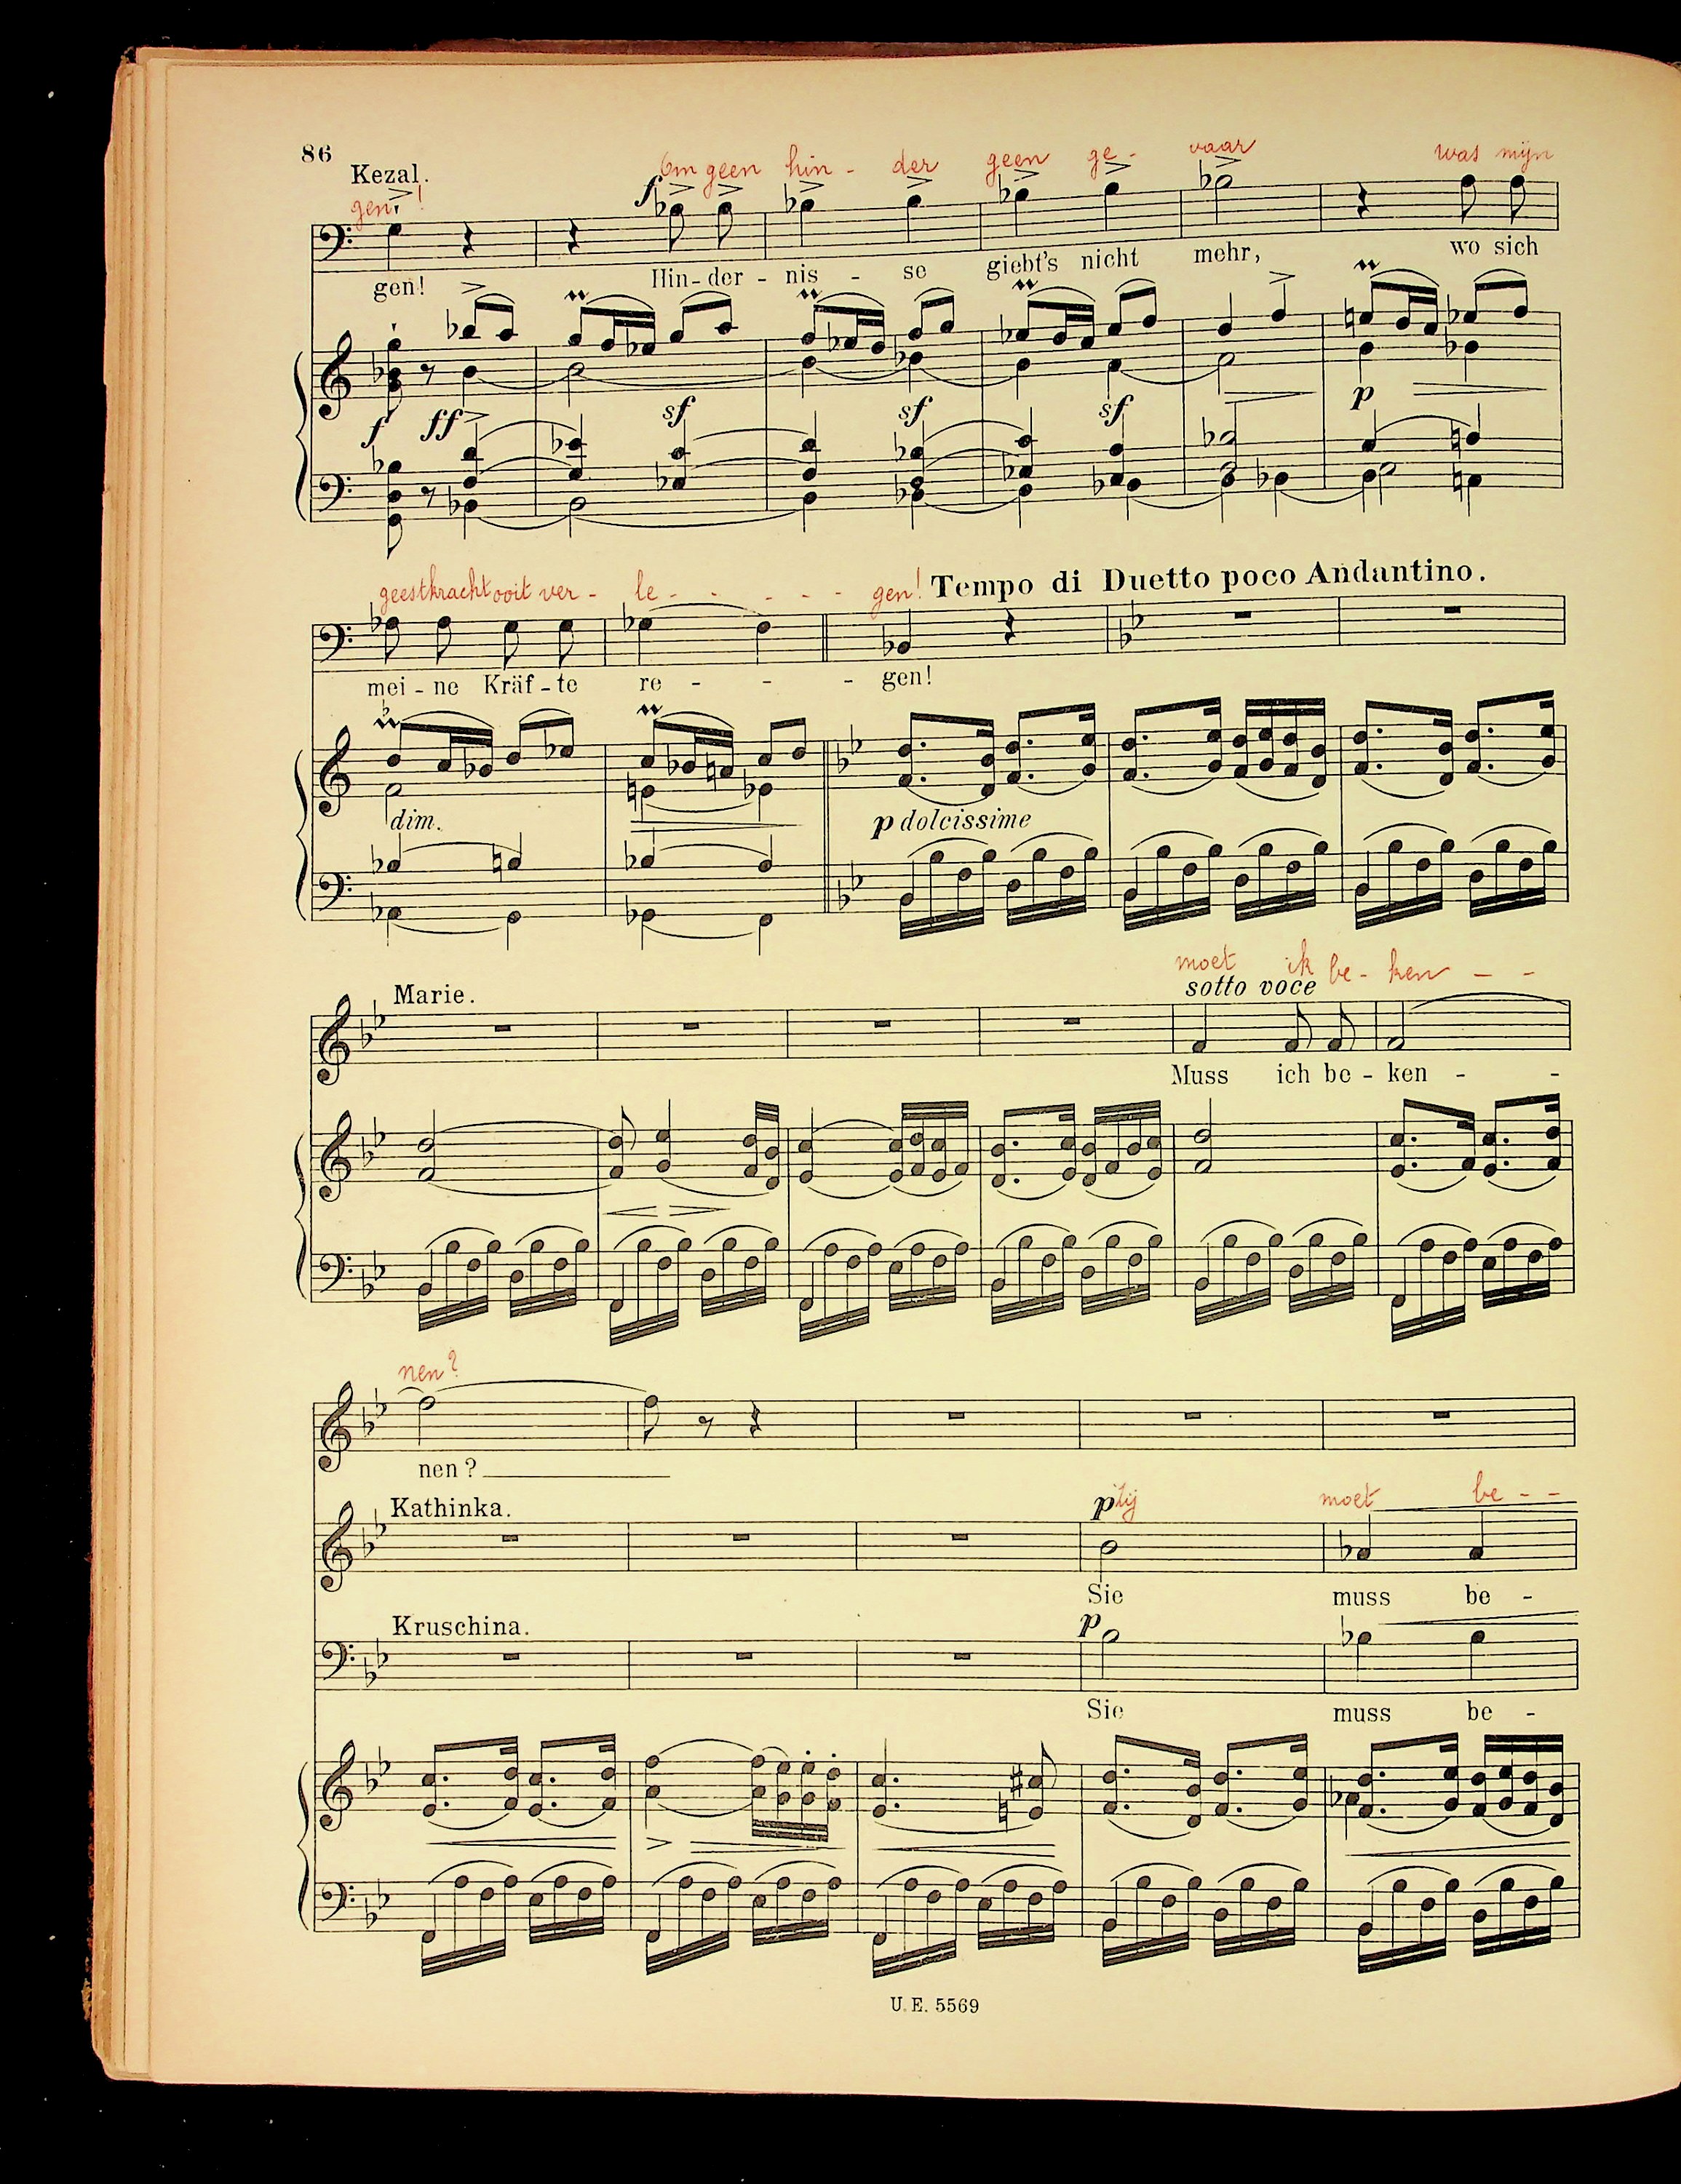 86
Kezal.
gen! Om geen hin - der geen ge - vaar was mijn
f
gen! Hin - der - nis - se giebt's nicht mehr, wo sich
f ff sf sf sf p
geestkracht ooit ver - le - - - - - gen! Tempo di Duetto poco Andantino.
mei - ne Kräf - te re - - - gen!
dim. p dolcissime
moet ik be - ken - -
Marie. sotto voce
Muss ich be - ken - -
nen?
nen?
Kathinka. p Zij moet be - -
Sie muss be -
Kruschina. p
Sie muss be -
U. E. 5569